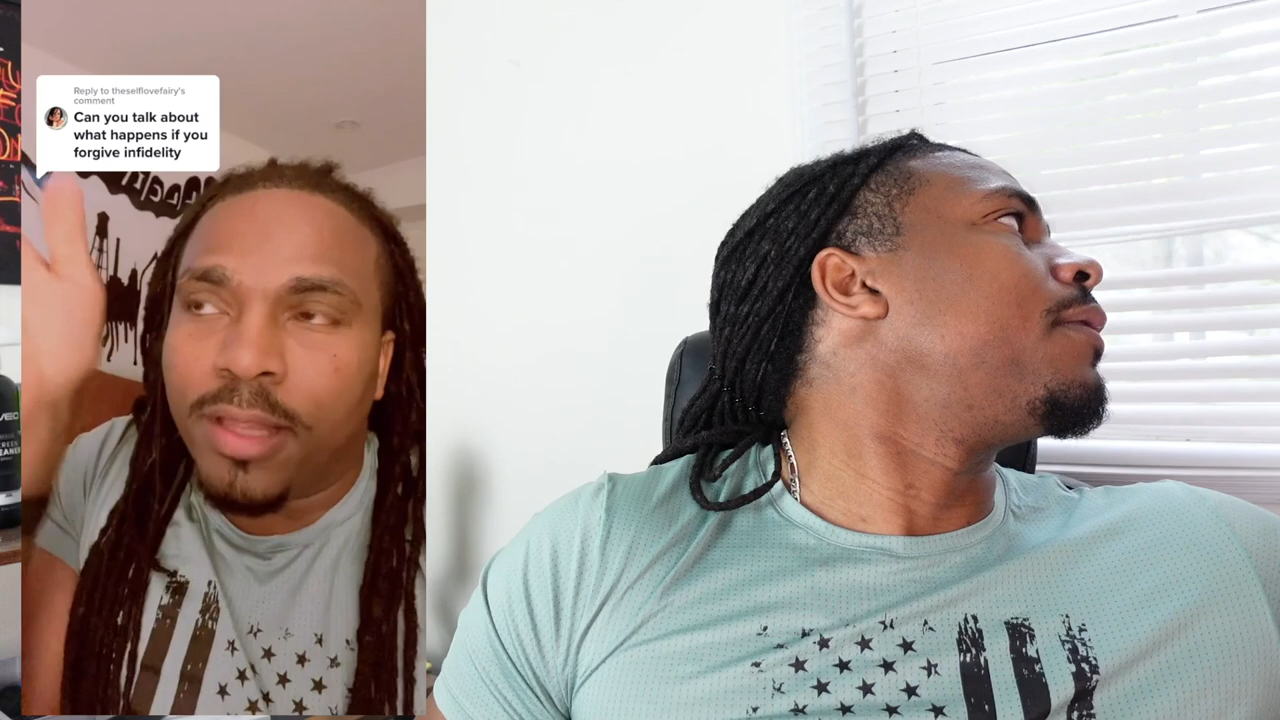 Reply to theselflovefairy's
comment
Can you talk about
what happens if you
forgive infidelity